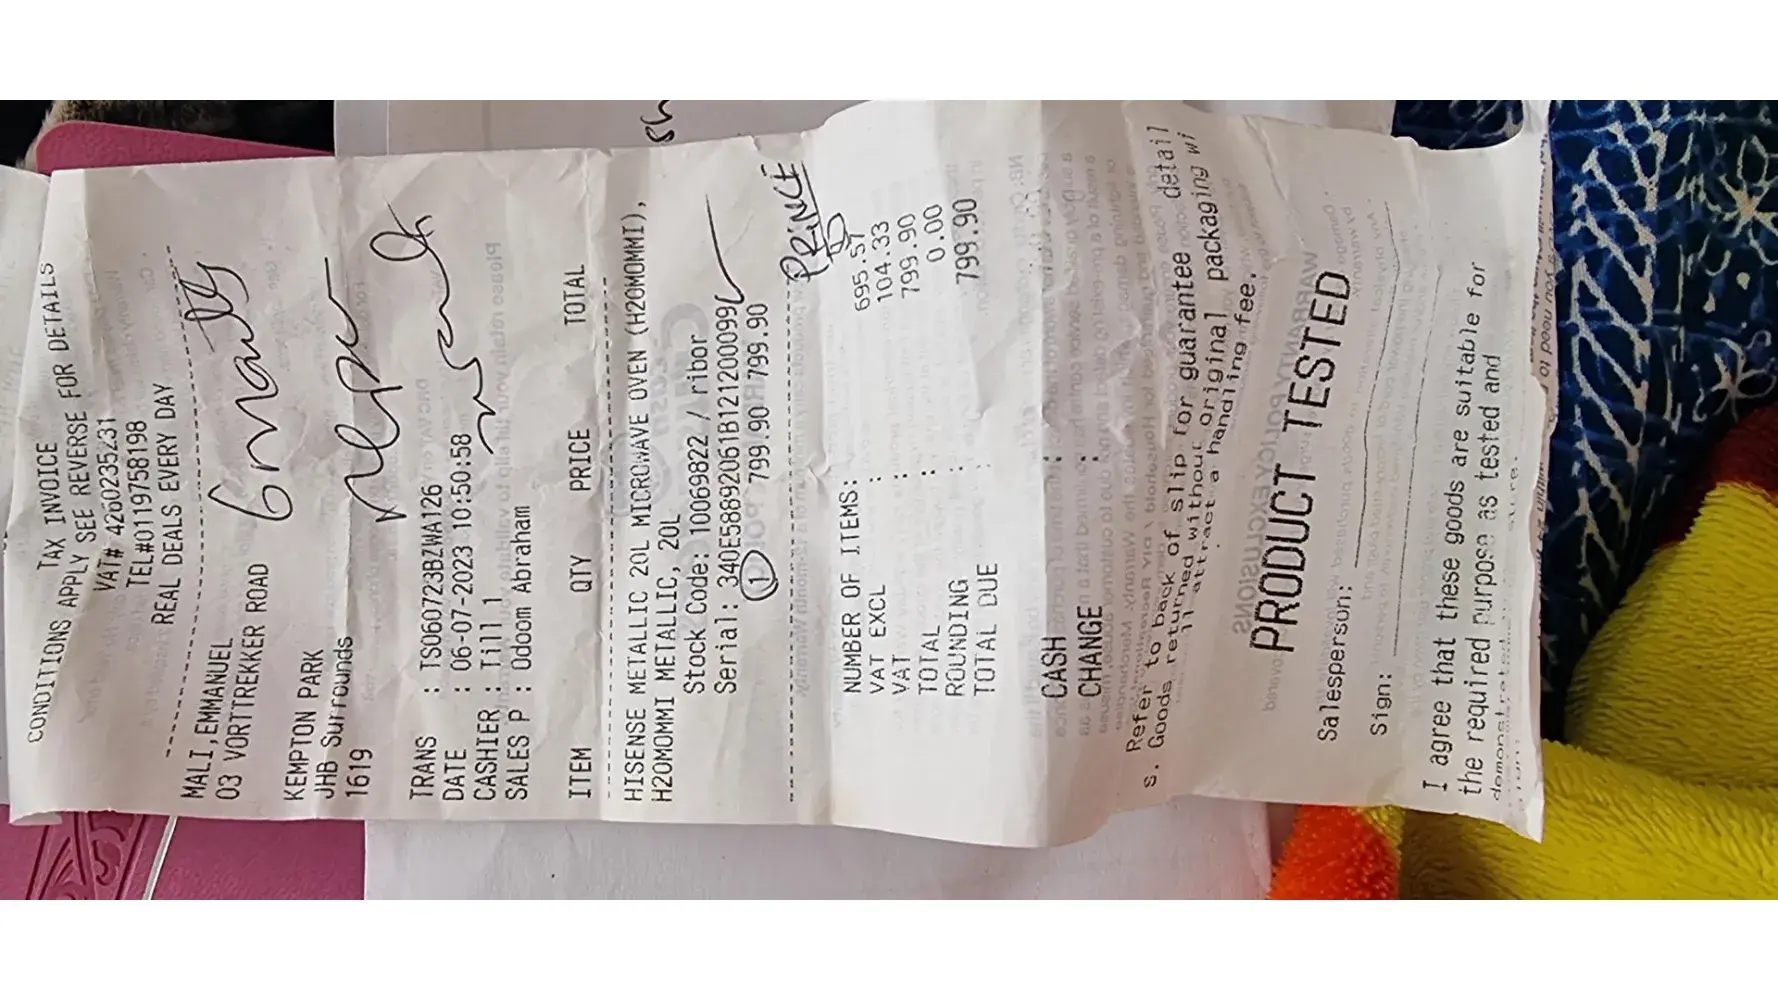 TAX INVOICE
CONDITIONS APPLY SEE REVERSE FOR DETAILS
VAT# 4260235231
TEL#0119758198
REAL DEALS EVERY DAY
MALI,EMMANUEL
03 VORTTREKKER ROAD
6 months
KEMPTON PARK
JHB Surrounds
1619
TRANS : TS060723BZWA126
DATE : 06-07-2023 10:50:58
CASHIER : Till 1
SALES P : Odoom Abraham
ITEM QTY PRICE TOTAL
HISENSE METALLIC 20L MICROWAVE OVEN (H20MOMMI),
H20MOMMI METALLIC, 20L
Stock Code: 10069822 / ribor
Serial: 340E58892061B1212000996
1 799.90 799.90
PRINCE
NUMBER OF ITEMS:
VAT EXCL : 695.57
VAT : 104.33
TOTAL : 799.90
ROUNDING : 0.00
TOTAL DUE : 799.90
CASH :
CHANGE :
Refer to back of slip for guarantee detail
s. Goods returned without original packaging wi
ll attract a handling fee.
PRODUCT TESTED
Salesperson:
Sign:
I agree that these goods are suitable for
the required purpose as tested and